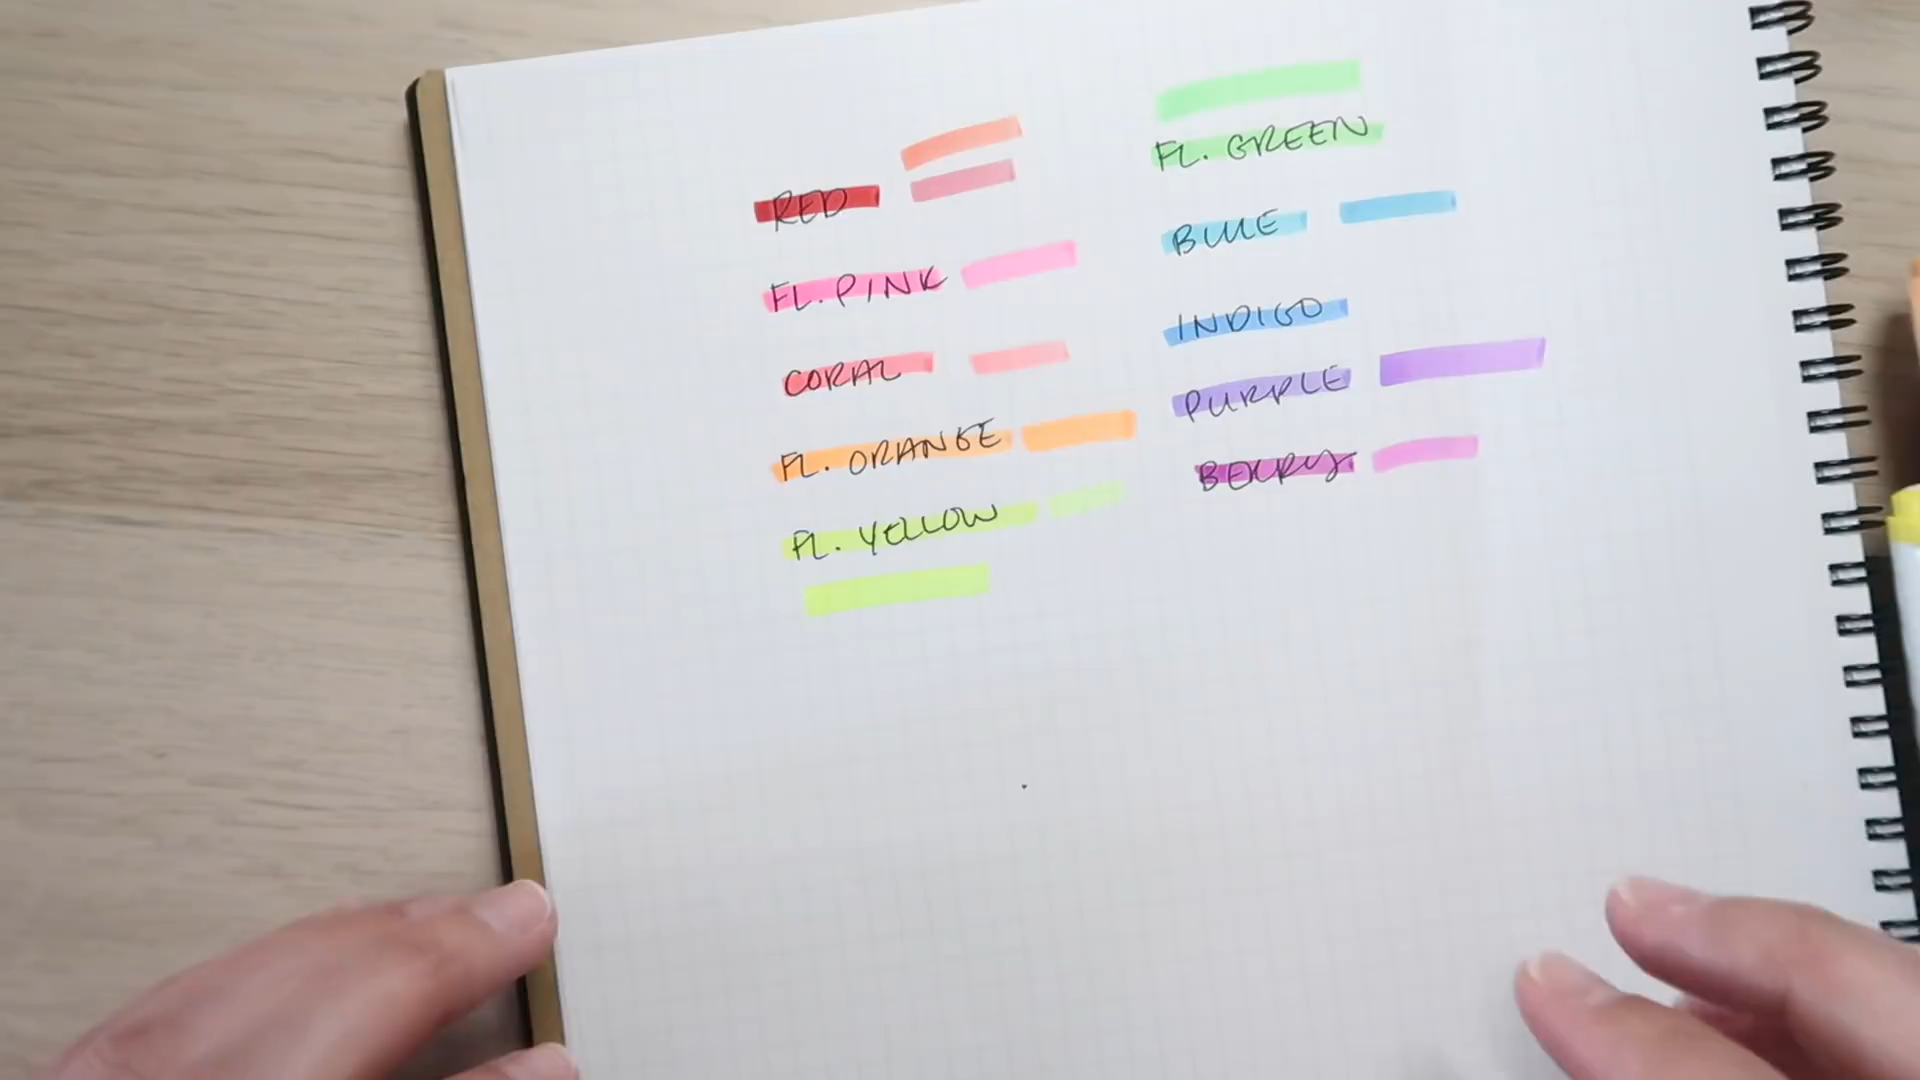 RED
FL. PINK
CORAL
FL. ORANGE
FL. YELLOW
FL. GREEN
BLUE
INDIGO
PURPLE
BERRY